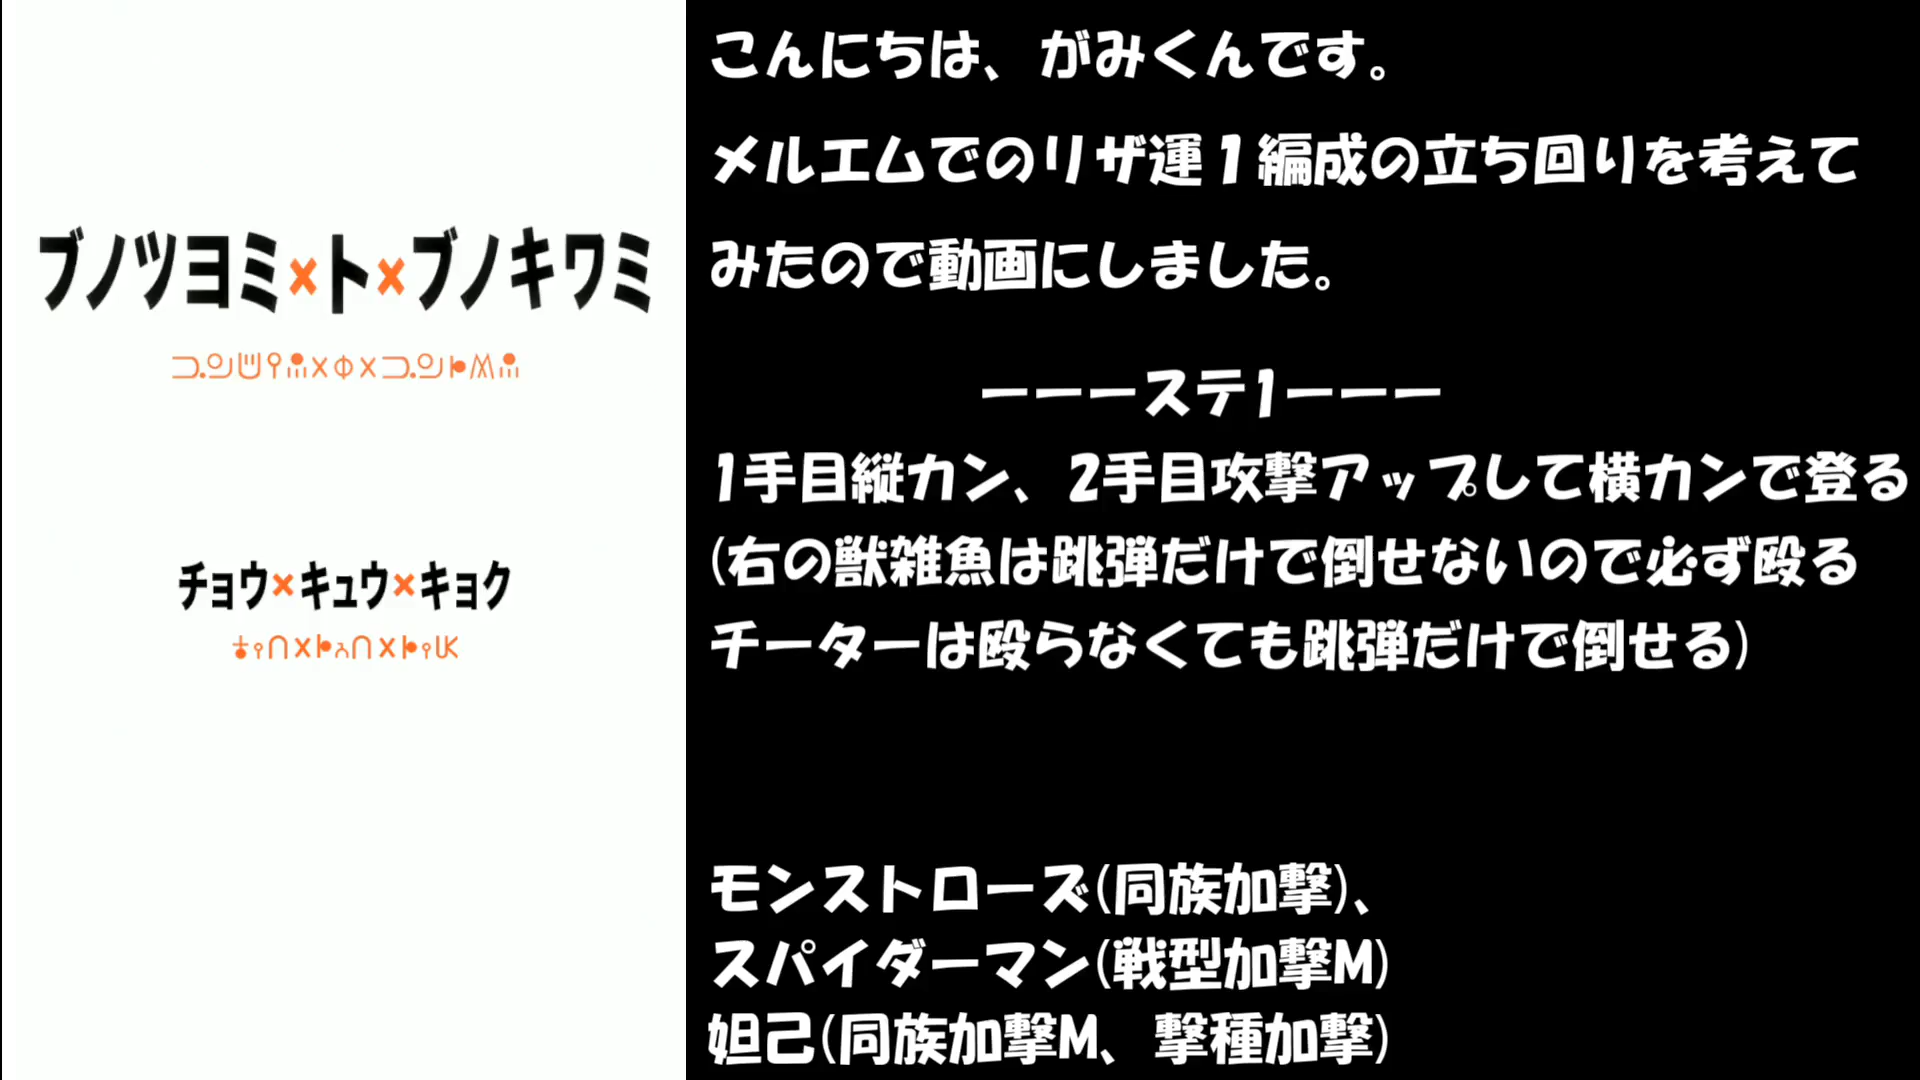 ブノツヨミ×ト×ブノキワミ
チョウ×キュウ×キョク
こんにちは、がみくんです。
メルエムでのリザ運１編成の立ち回りを考えて
みたので動画にしました。
ーーーステ1ーーー
1手目縦カン、2手目攻撃アップして横カンで登る
(右の獣雑魚は跳弾だけで倒せないので必ず殴る
チーターは殴らなくても跳弾だけで倒せる)
モンストローズ(同族加撃)、
スパイダーマン(戦型加撃M)
妲己(同族加撃M、撃種加撃)